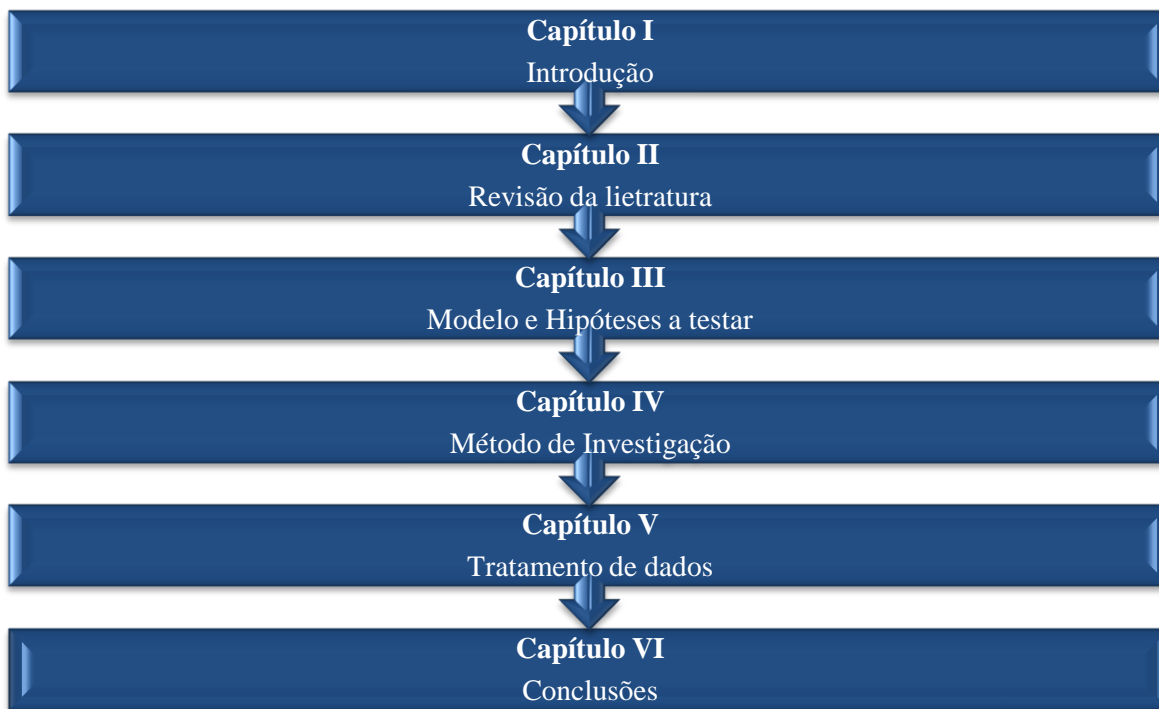 Capítulo I
Introdução
Capítulo II
Revisão da lietratura
Capítulo III
Modelo e Hipóteses a testar
Capítulo IV
Método de Investigação
Capítulo V
Tratamento de dados
Capítulo VI
Conclusões